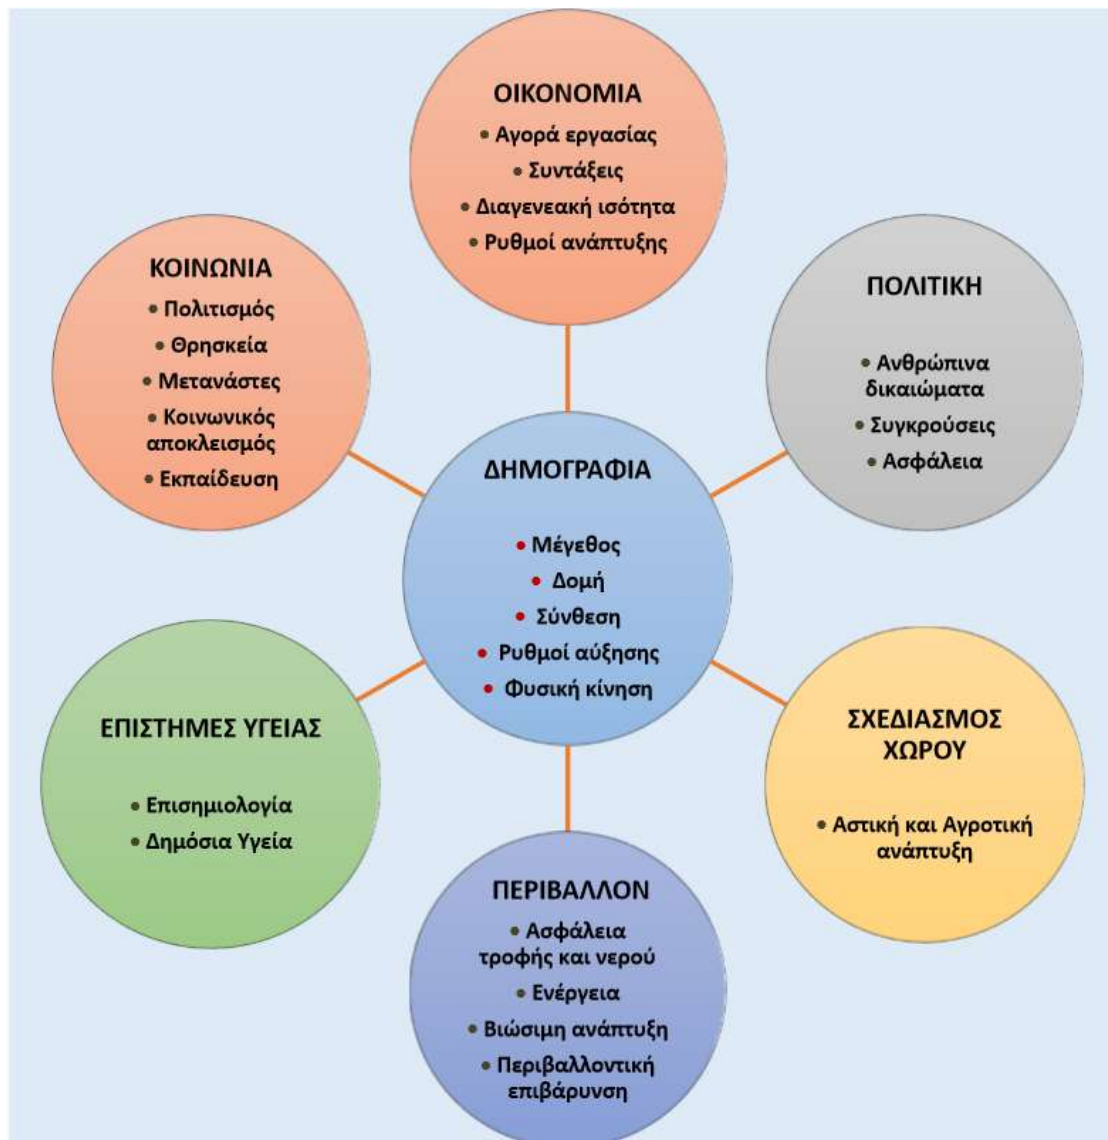 ΟΙΚΟΝΟΜΙΑ
• Αγορά εργασίας
• Συντάξεις
• Διαγενεακή ισότητα
• Ρυθμοί ανάπτυξης
ΚΟΙΝΩΝΙΑ
• Πολιτισμός
• Θρησκεία
• Μετανάστες
• Κοινωνικός
αποκλεισμός
• Εκπαίδευση
ΠΟΛΙΤΙΚΗ
• Ανθρώπινα
δικαιώματα
• Συγκρούσεις
• Ασφάλεια
ΔΗΜΟΓΡΑΦΙΑ
• Μέγεθος
• Δομή
• Σύνθεση
• Ρυθμοί αύξησης
• Φυσική κίνηση
ΕΠΙΣΤΗΜΕΣ ΥΓΕΙΑΣ
• Επισημιολογία
• Δημόσια Υγεία
ΣΧΕΔΙΑΣΜΟΣ
ΧΩΡΟΥ
• Αστική και Αγροτική
ανάπτυξη
ΠΕΡΙΒΑΛΛΟΝ
• Ασφάλεια
τροφής και νερού
• Ενέργεια
• Βιώσιμη ανάπτυξη
• Περιβαλλοντική
επιβάρυνση